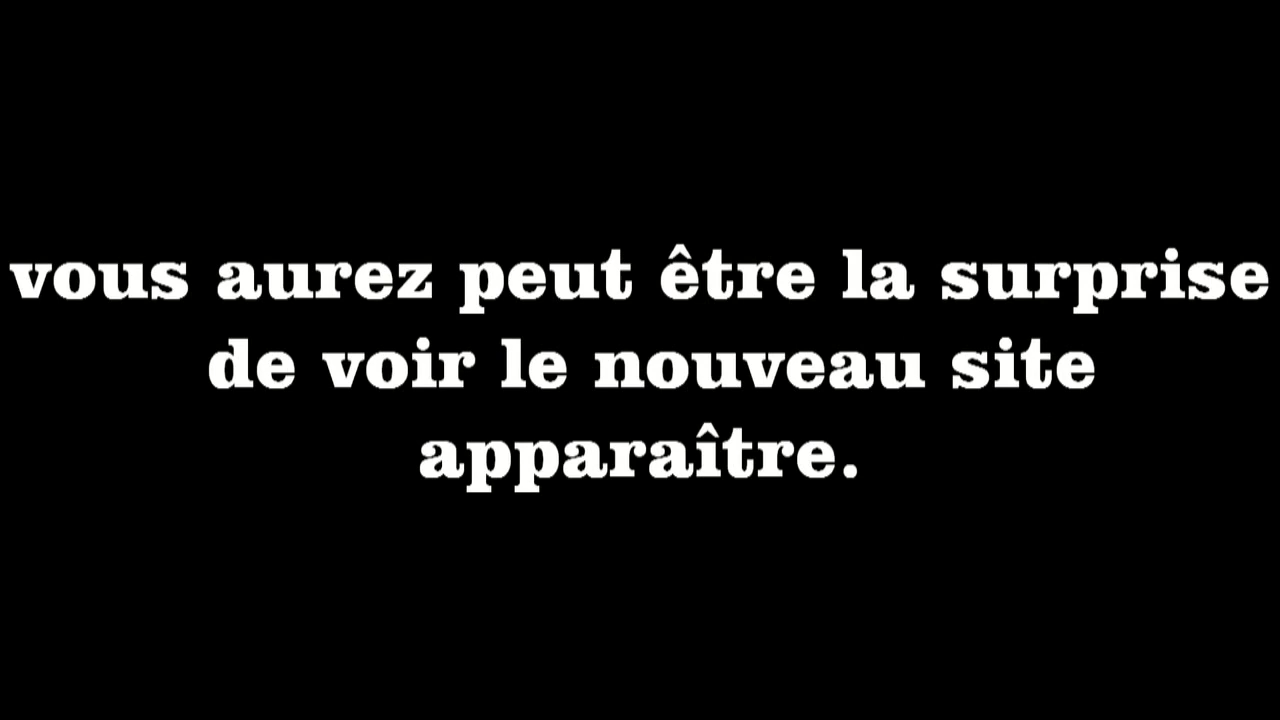 vous aurez peut être la surprise
de voir le nouveau site
apparaître.